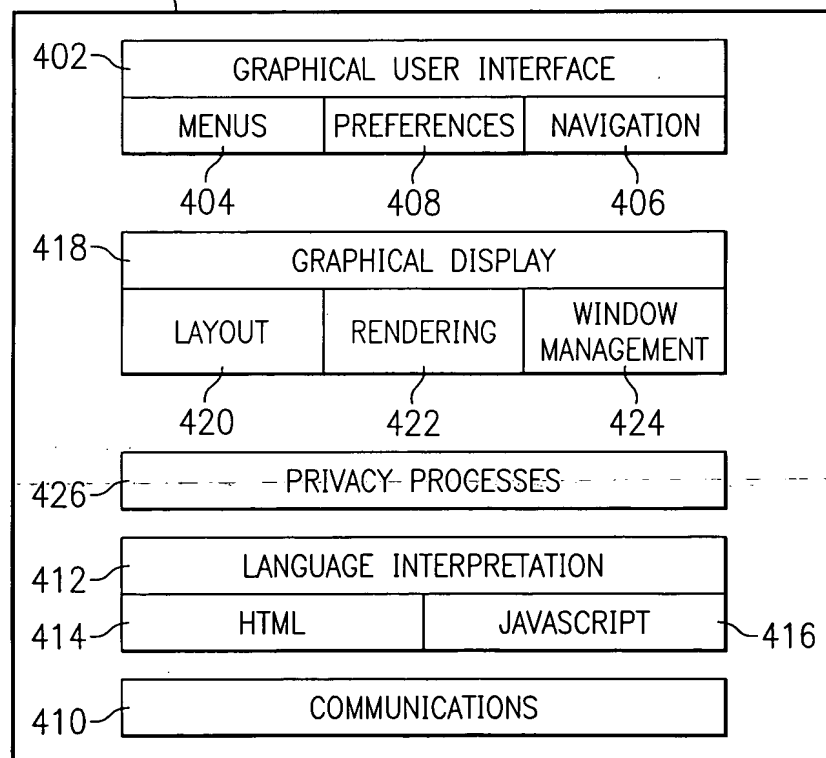 402
GRAPHICAL USER INTERFACE
MENUS PREFERENCES NAVIGATION
404 408 406
418
GRAPHICAL DISPLAY
LAYOUT RENDERING WINDOW MANAGEMENT
420 422 424
426 PRIVACY PROCESSES
412
LANGUAGE INTERPRETATION
414 HTML JAVASCRIPT 416
410 COMMUNICATIONS